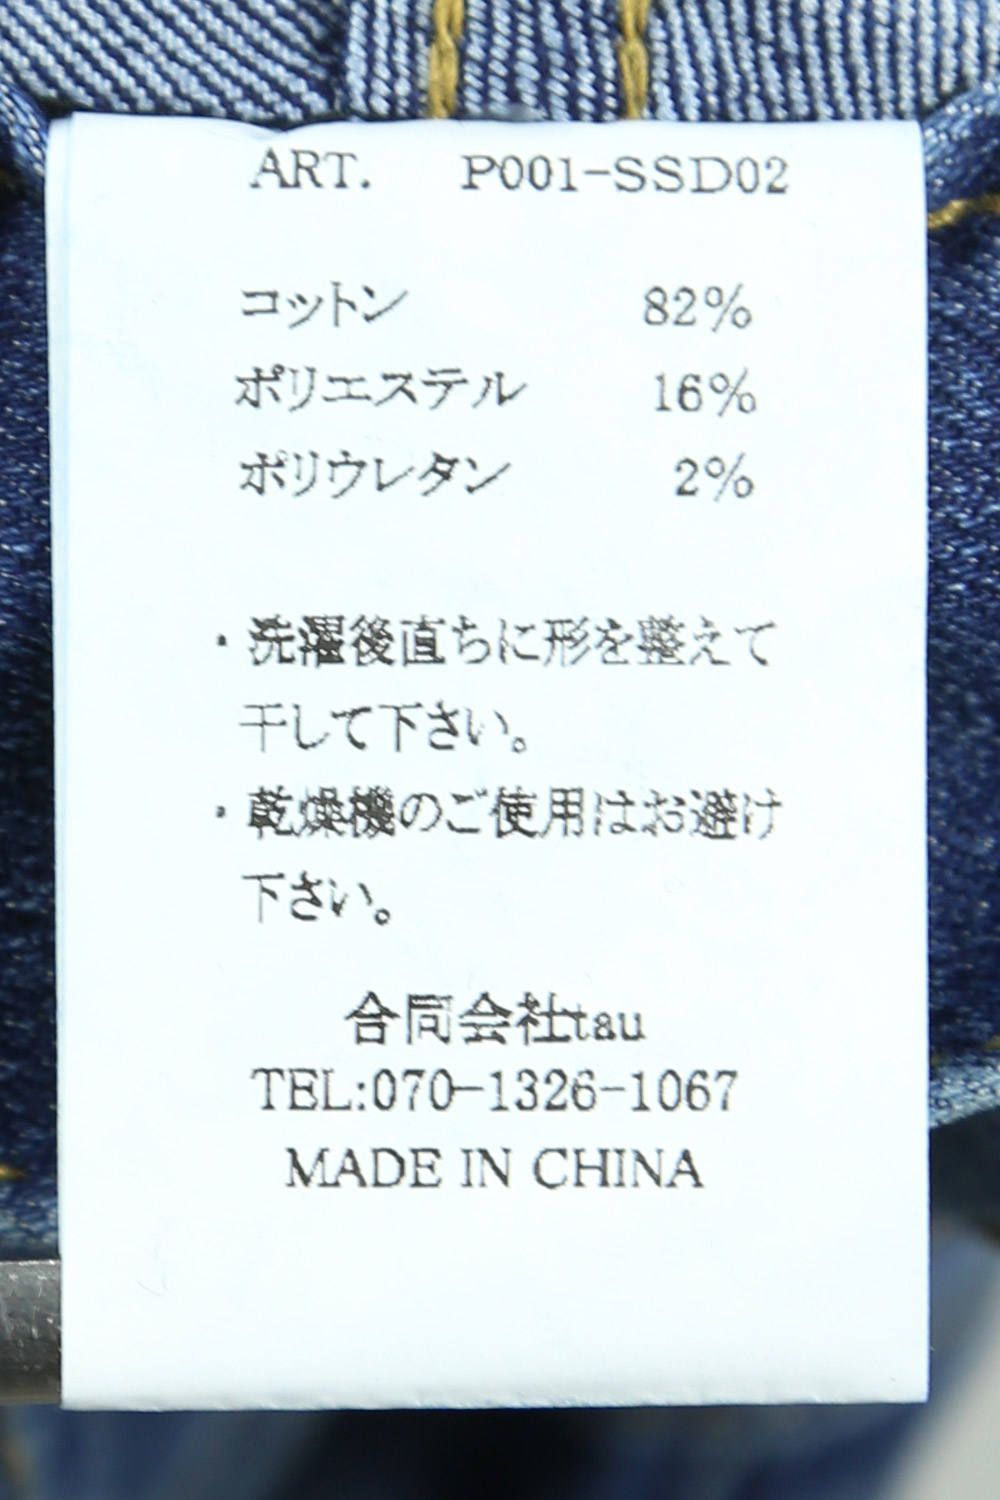 ART. P001-SSD02
コットン 82%
ポリエステル 16%
ポリウレタン 2%
・洗濯後直ちに形を整えて
干して下さい。
・乾燥機のご使用はお避け
下さい。
合同会社tau
TEL:070-1326-1067
MADE IN CHINA